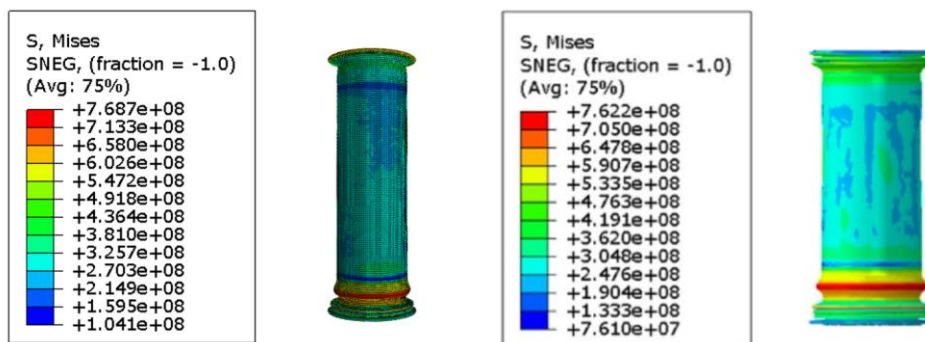 S, Mises
SNEG, (fraction = -1.0)
(Avg: 75%)
+7.687e+08
+7.133e+08
+6.580e+08
+6.026e+08
+5.472e+08
+4.918e+08
+4.364e+08
+3.810e+08
+3.257e+08
+2.703e+08
+2.149e+08
+1.595e+08
+1.041e+08
S, Mises
SNEG, (fraction = -1.0)
(Avg: 75%)
+7.622e+08
+7.050e+08
+6.478e+08
+5.907e+08
+5.335e+08
+4.763e+08
+4.191e+08
+3.620e+08
+3.048e+08
+2.476e+08
+1.904e+08
+1.333e+08
+7.610e+07